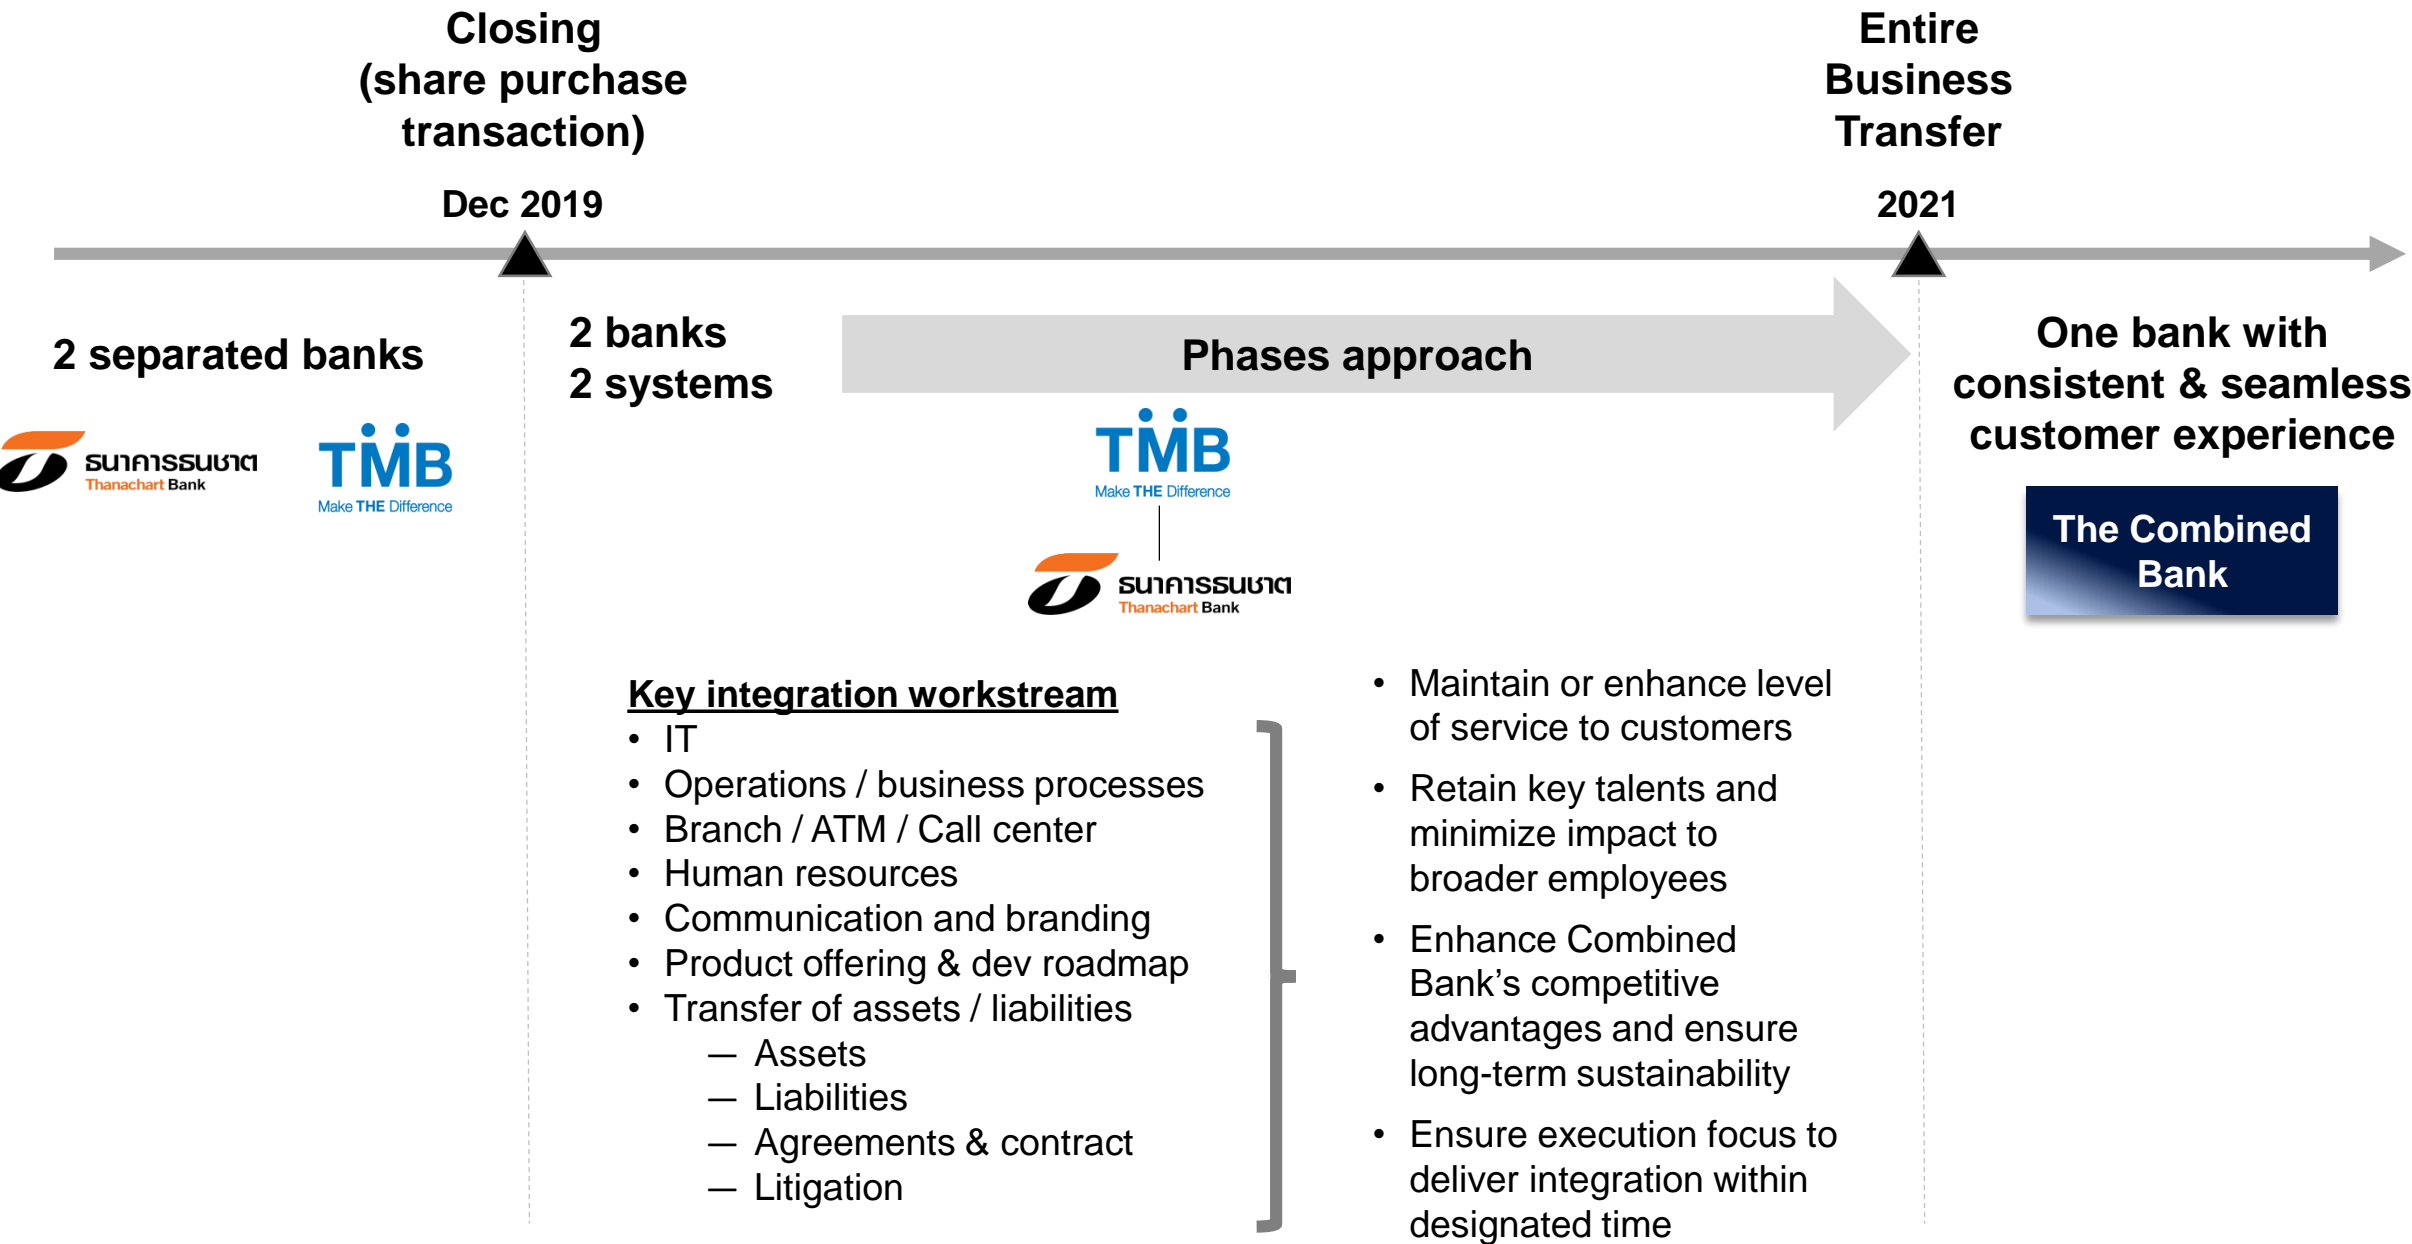 Closing
(share purchase
transaction)
Entire
Business
Transfer
Dec 2019
2021
2 separated banks
2 banks
2 systems
Phases approach
One bank with
consistent & seamless
customer experience
ธนาคารธนชาต
Thanachart Bank
TMB
Make THE Difference
TMB
Make THE Difference
ธนาคารธนชาต
Thanachart Bank
The Combined
Bank
Key integration workstream
• IT
• Operations / business processes
• Branch / ATM / Call center
• Human resources
• Communication and branding
• Product offering & dev roadmap
• Transfer of assets / liabilities
— Assets
— Liabilities
— Agreements & contract
— Litigation
• Maintain or enhance level
of service to customers
• Retain key talents and
minimize impact to
broader employees
• Enhance Combined
Bank’s competitive
advantages and ensure
long-term sustainability
• Ensure execution focus to
deliver integration within
designated time